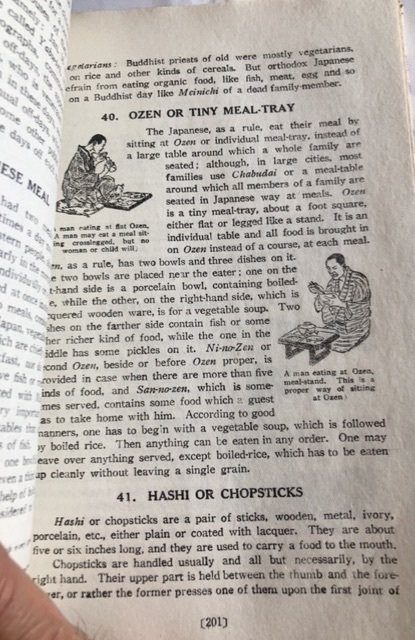 : Buddhist priests of old were mostly vegetarians,
on rice and other kinds of cereals. But orthodox Japanese
efrain from eating organic food, like fish, meat, egg and so
on a Buddhist day like Meinichi of a dead family-member.
40. OZEN OR TINY MEAL-TRAY
The Japanese, as a rule, eat their meal by
sitting at Ozen or individual meal-tray, instead of
a large table around which a whole family are
seated; although, in large cities, most
families use Chabudai or a meal-table
around which all members of a family are
seated in Japanese way at meals. Ozen
is a tiny meal-tray, about a foot square,
either flat or legged like a stand. It is an
individual table and all food is brought in
on Ozen instead of a course, at each meal.
man eating at flat Ozen,
A man may eat a meal sit-
ing crosslegged, but no
woman or child will;
en, as a rule, has two bowls and three dishes on it.
e two bowls are placed near the eater; one on the
t-hand side is a porcelain bowl, containing boiled-
, while the other, on the right-hand side, which is
quered wooden ware, is for a vegetable soup. Two
shes on the farther side contain fish or some
her richer kind of food, while the one in the
iddle has some pickles on it. Ni-no-Zen or
econd Ozen, beside or before Ozen proper, is
rovided in case when there are more than five
inds of food, and San-no-zen, which is some-
mes served, contains some food which a guest
as to take home with him. According to good
manners, one has to begin with a vegetable soup, which is followed
y boiled rice. Then anything can be eaten in any order. One may
eave over anything served, except boiled-rice, which has to be eaten
up cleanly without leaving a single grain.
A man eating at Ozen,
meal-stand. This is a
proper way of sitting
at Ozen)
41. HASHI OR CHOPSTICKS
Hashi or chopsticks are a pair of sticks, wooden, metal, ivory,
porcelain, etc., either plain or coated with lacquer. They are about
five or six inches long, and they are used to carry a food to the mouth.
Chopsticks are handled usually and all but necessarily, by the
right hand. Their upper part is held between the thumb and the fore-
er, or rather the former presses one of them upon the first joint of
[201]